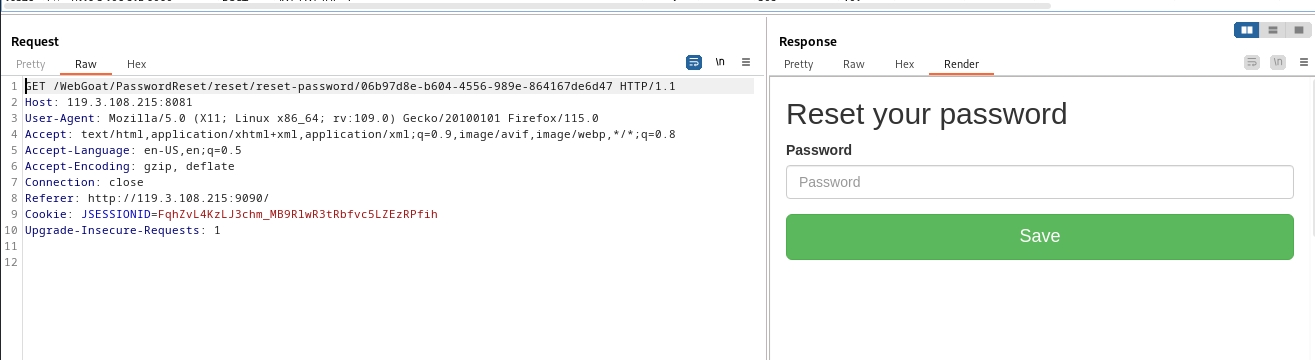 Request
Pretty Raw Hex
\n
1 GET /WebGoat/PasswordReset/reset/reset-password/06b97d8e-b604-4556-989e-864167de6d47 HTTP/1.1
2 Host: 119.3.108.215:8081
3 User-Agent: Mozilla/5.0 (X11; Linux x86_64; rv:109.0) Gecko/20100101 Firefox/115.0
4 Accept: text/html,application/xhtml+xml,application/xml;q=0.9,image/avif,image/webp,*/*;q=0.8
5 Accept-Language: en-US,en;q=0.5
6 Accept-Encoding: gzip, deflate
7 Connection: close
8 Referer: http://119.3.108.215:9090/
9 Cookie: JSESSIONID=FqhZvL4KzLJ3chm_MB9R1wR3tRbfvc5LZEzRPfih
10 Upgrade-Insecure-Requests: 1
11
12
Response
Pretty Raw Hex Render
\n
Reset your password
Password
Password
Save